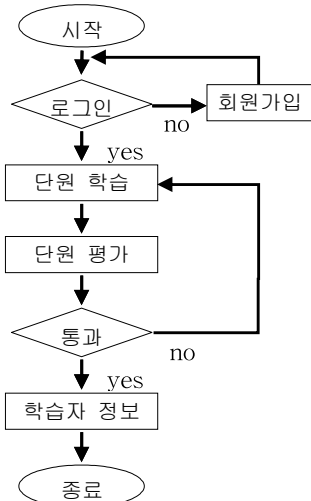 시작
로그인
회원가입
no
yes
단원 학습
단원 평가
통과
no
yes
학습자 정보
종료